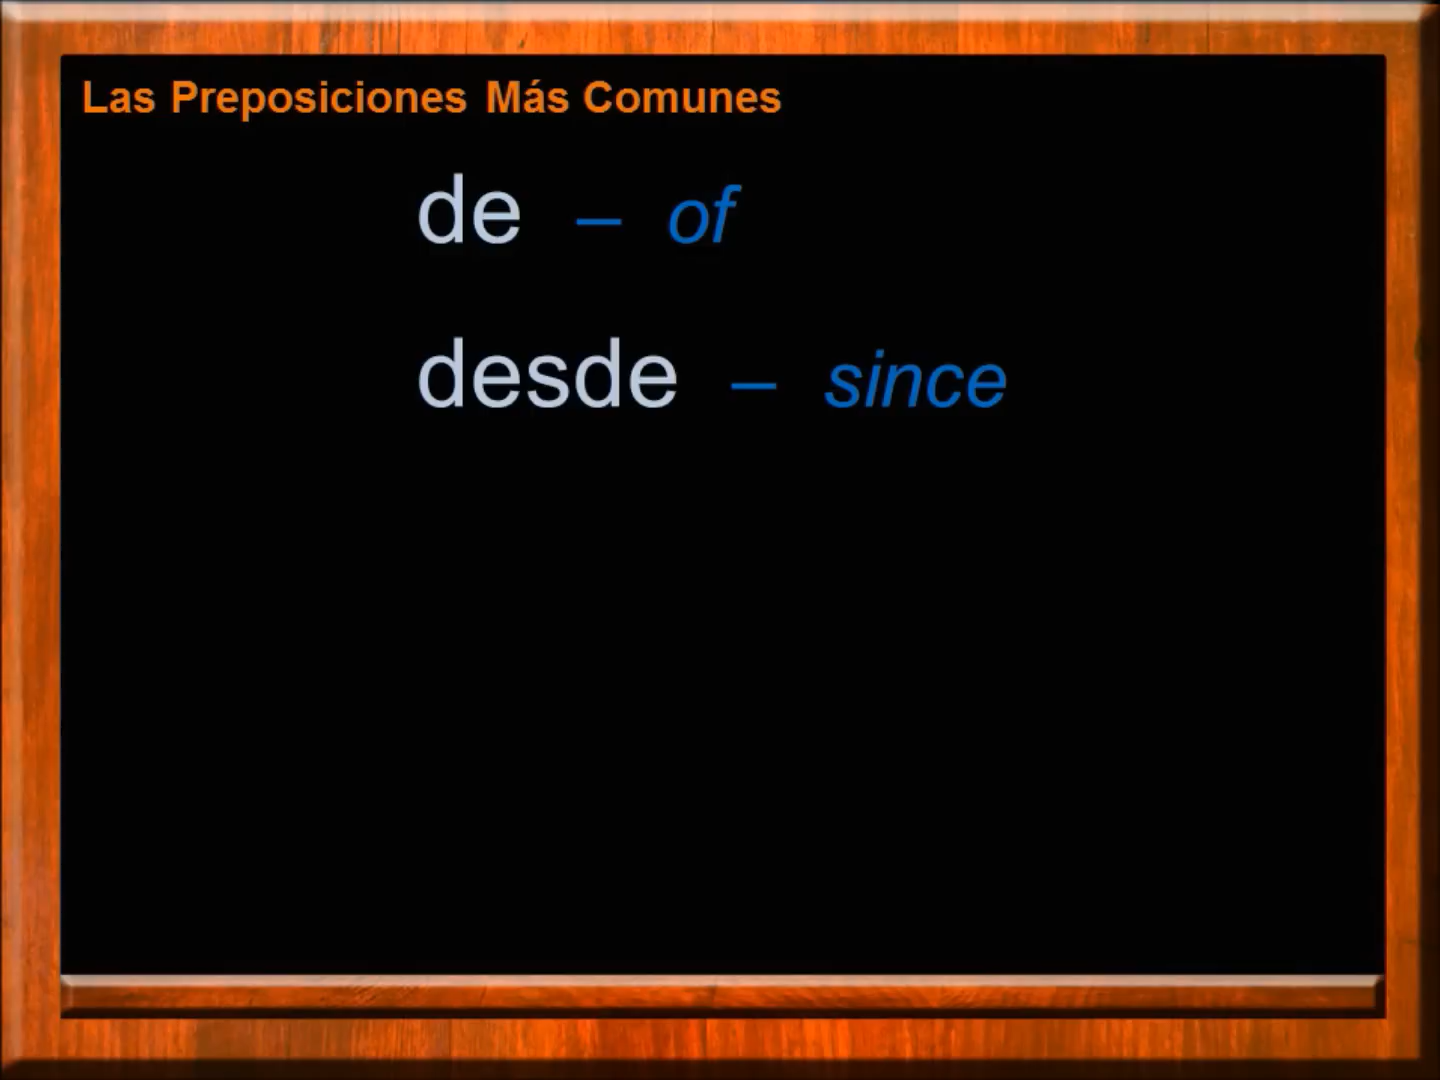 Las Preposiciones Más Comunes
de – of
desde – since